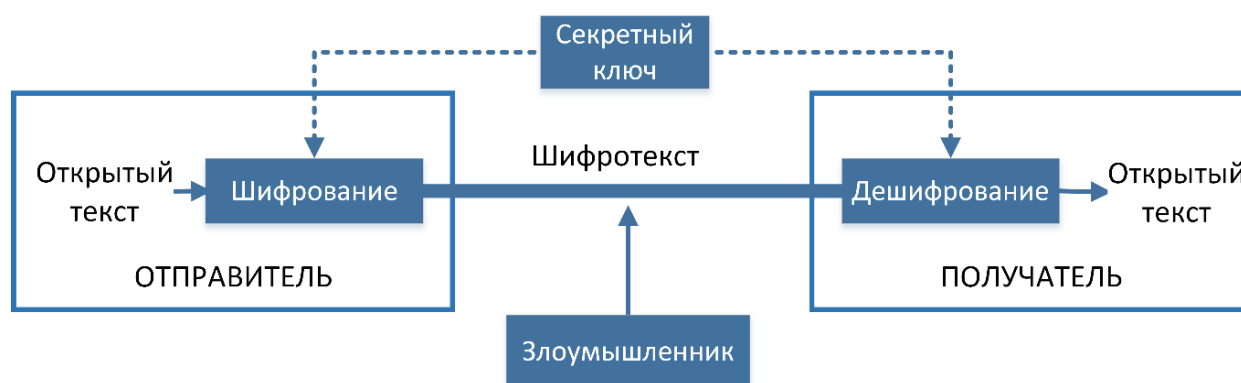 Секретный
ключ
Открытый
текст
Шифрование
Шифротекст
Дешифрование
Открытый
текст
ОТПРАВИТЕЛЬ
ПОЛУЧАТЕЛЬ
Злоумышленник